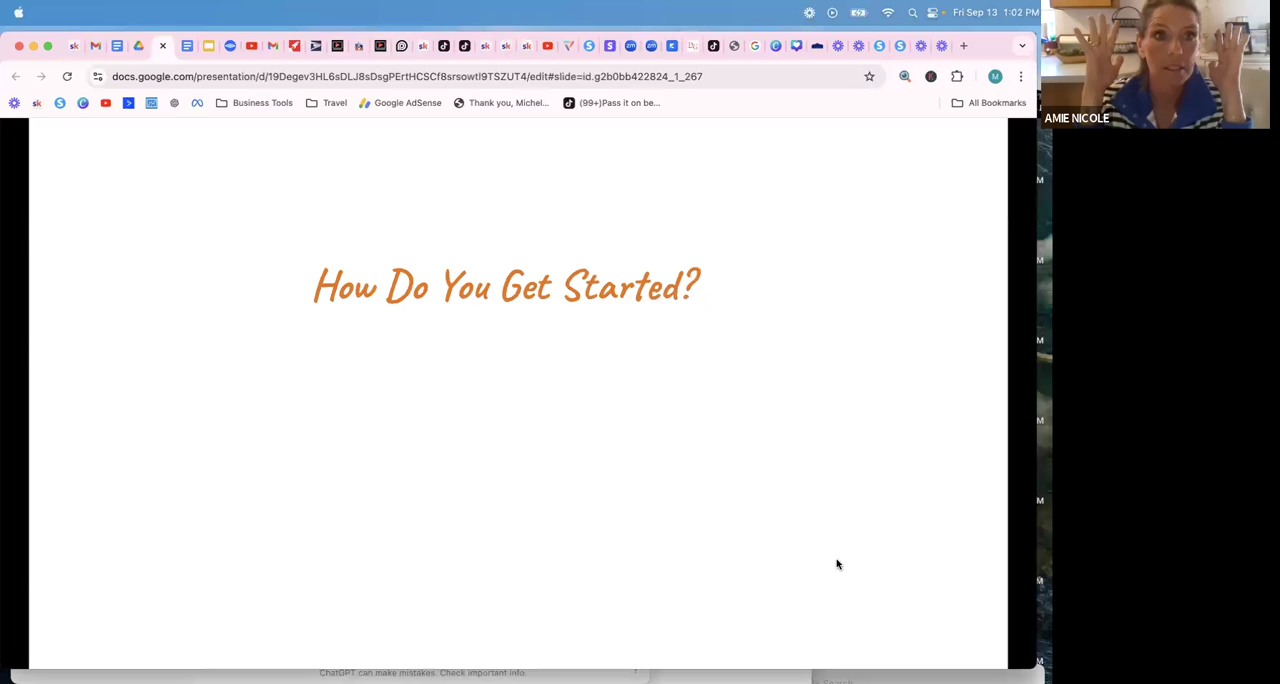 Fri Sep 13 1:02 PM
docs.google.com/presentation/d/19Degev3HL6sDLJ8sDsgPErtHCSCf8srsowtI9TSZUT4/edit#slide=id.g2b0bb422824_1_267
M
Business Tools
Travel
Google AdSense
Thank you, Michel...
(99+)Pass it on be...
All Bookmarks
AMIE NICOLE
How Do You Get Started?
M
M
M
M
M
M
M
ChatGPT can make mistakes. Check important info.
?
Search